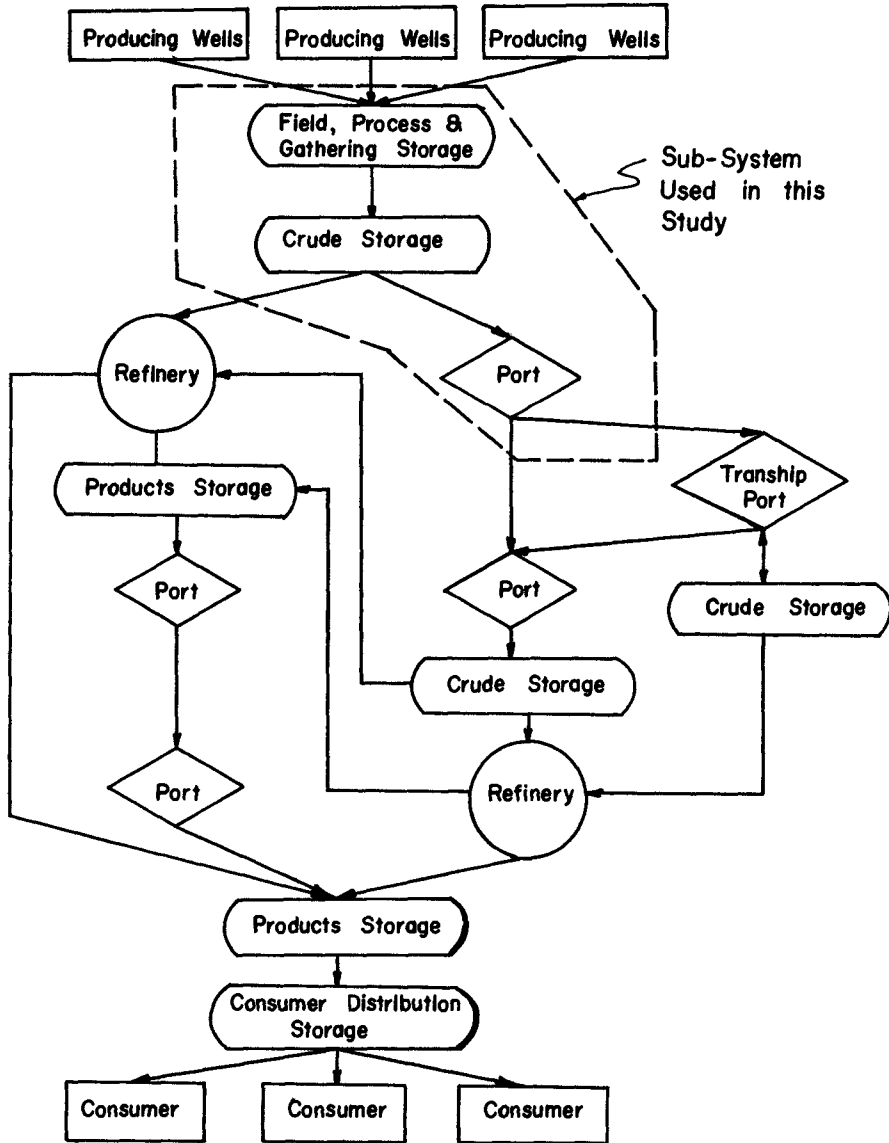 Producing Wells
Producing Wells
Producing Wells
Field, Process &
Gathering Storage
Sub-System
Used in this
Study
Crude Storage
Refinery
Port
Products Storage
Tranship
Port
Port
Port
Crude Storage
Crude Storage
Port
Refinery
Products Storage
Consumer Distribution
Storage
Consumer
Consumer
Consumer